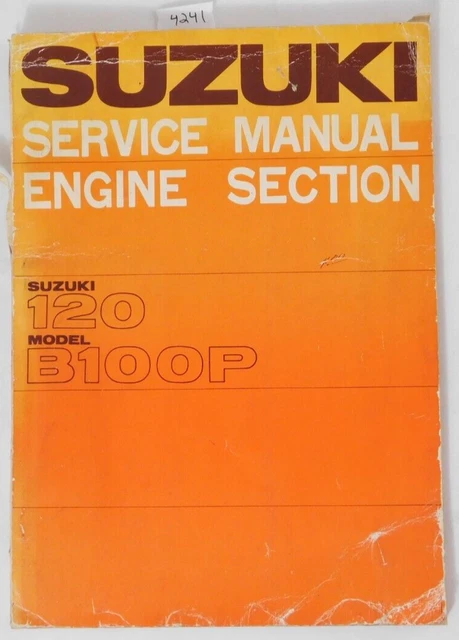 4241
SUZUKI
SERVICE MANUAL
ENGINE SECTION
SUZUKI
120
MODEL
B100P